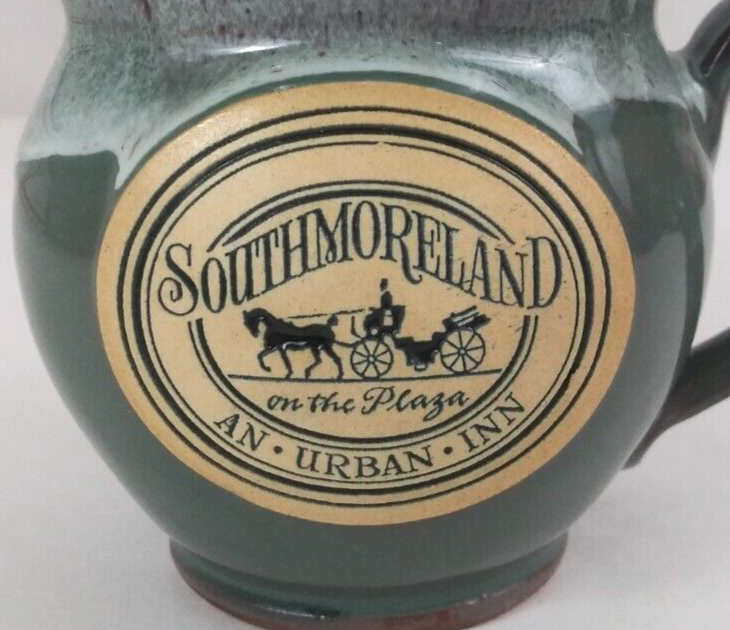 SOUTHMORELAND
on the Plaza
AN • URBAN • INN